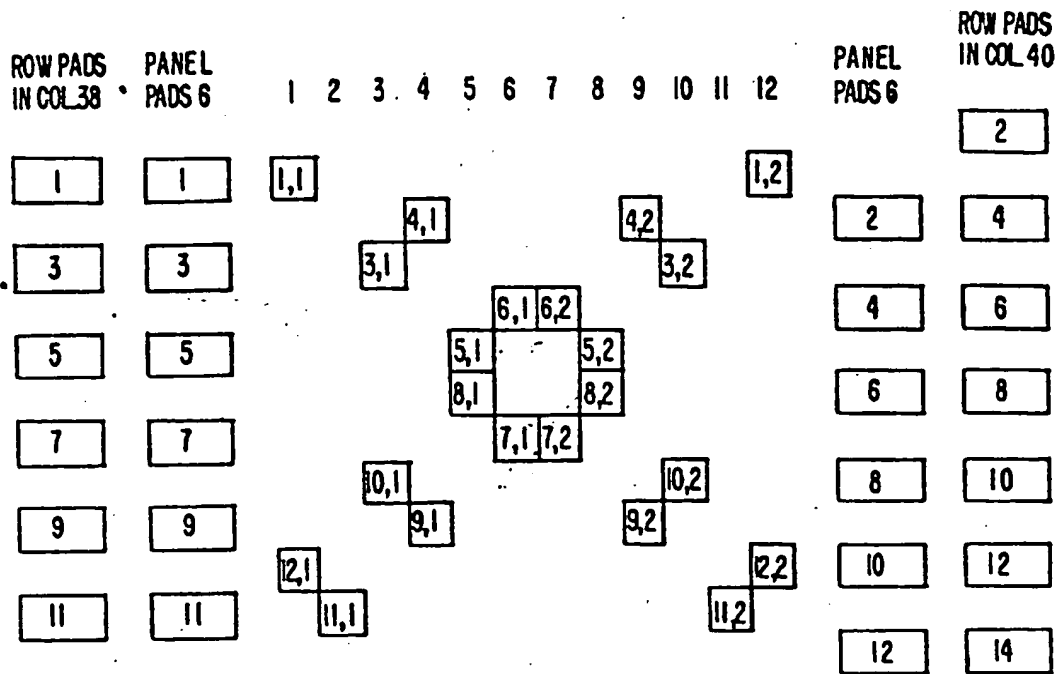 ROW PADS
IN COL. 38
PANEL
PADS 6
1 2 3 4 5 6 7 8 9 10 11 12
PANEL
PADS 6
ROW PADS
IN COL. 40
2
1 1 1,1 1,2
4,1 4,2 2 4
3 3 3,1 3,2
6,1 6,2 4 6
5 5 5,1 5,2
8,1 8,2 6 8
7 7 7,1 7,2
10,1 10,2 8 10
9 9 9,1 9,2
12,1 12,2 10 12
11 11 11,1 11,2
12 14